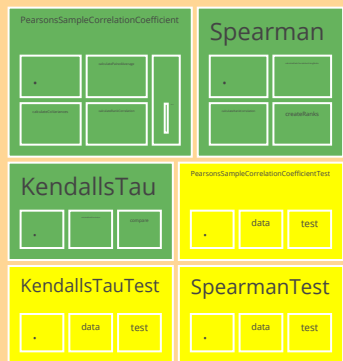 PearsonsSampleCorrelationCoefficient
Spearman
.
.
createRanks
KendallsTau
.
compare
PearsonsSampleCorrelationCoefficientTest
.
data
test
KendallsTauTest
.
data
test
SpearmanTest
.
data
test